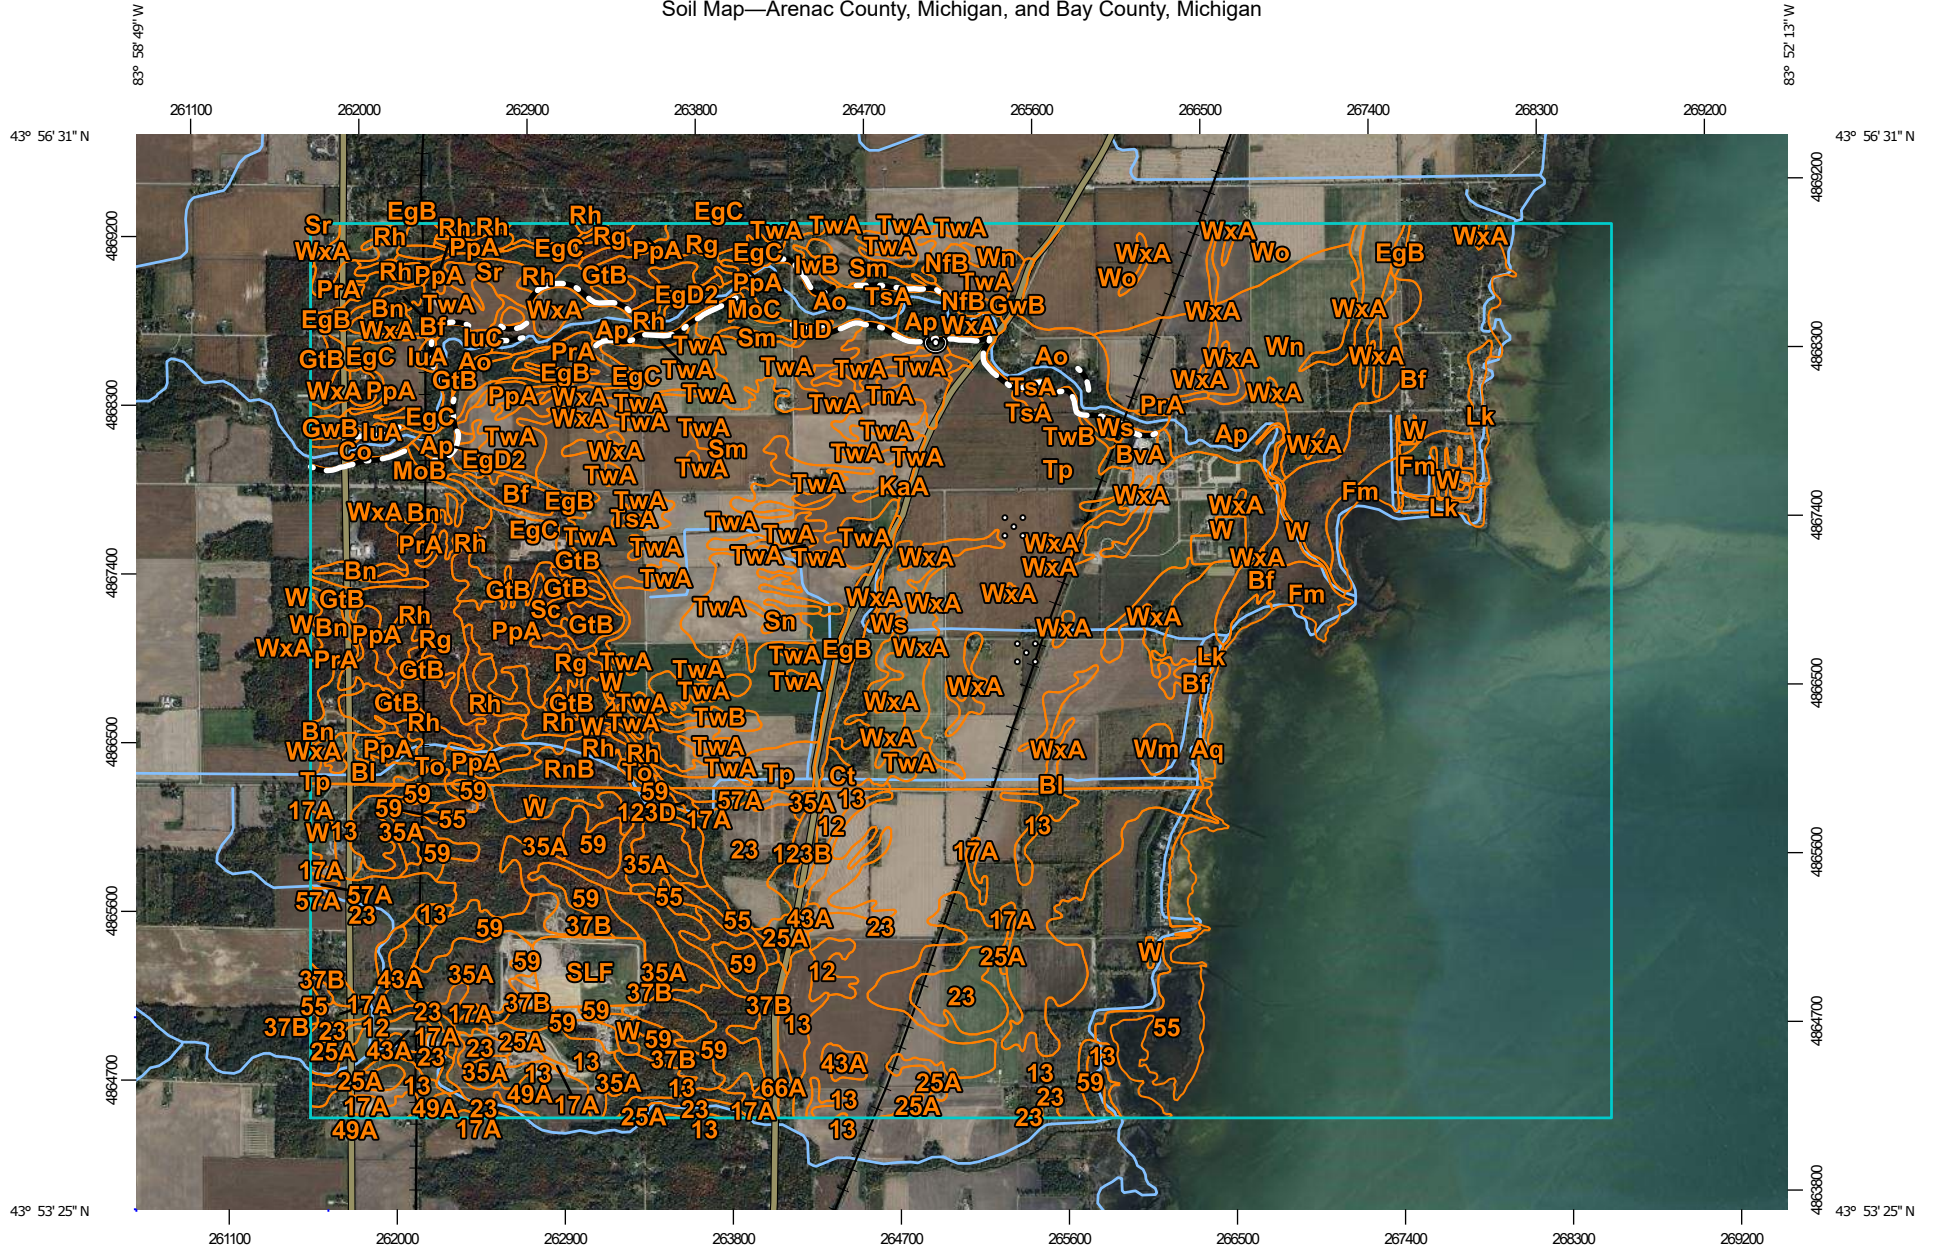 Soil Map—Arenac County, Michigan, and Bay County, Michigan
83° 58' 49'' W
83° 52' 13'' W
261100 262000 262900 263800 264700 265600 266500 267400 268300 269200
43° 56' 31'' N
43° 56' 31'' N
4869200
4869200
Sr EgB Rh Rh Rh EgC TwA TwA TwA TwA WxA WxA
WxA Rh PpA EgC Rg PpA Rg EgC TwA NfB Wn WxA Wo EgB
Rh PpA Sr Rh GtB PpA IwB Sm TwA Wo
PrA TwA EgD2 Ao TsA NfB GwB
Bn WxA MoC WxA WxA
EgB WxA Bf IuC Ap Rh Sm IuD Ap WxA
4868300
GtB EgC IuA Ao PrA TwA TwA TwA TwA Ao WxA Wn WxA
GtB EgB EgC TwA TsA WxA Bf
4868300
WxA PpA PpA WxA TwA TwA TwA TnA TsA PrA WxA
GwB IuA EgC WxA TwA TwA TwA TwB Ws Ap WxA W Lk
Co Ap TwA WxA Sm TwA TwA BvA
MoB EgD2 TwA TwA Tp Fm W
Bf EgB TwA TwA KaA WxA WxA Fm Lk
WxA Bn TsA TwA W W
4867400
EgC TwA TwA TwA TwA WxA
PrA Rh GtB TwA TwA TwA WxA WxA WxA
4867400
Bn GtB GtB TwA WxA Bf
W GtB Sc TwA WxA WxA WxA Fm
W Bn PpA Rh PpA GtB Sn Ws WxA WxA
WxA PrA Rg Rg TwA TwA TwA EgB WxA Lk
4866500
GtB W TwA TwA WxA Bf
GtB Rh GtB TwA TwB WxA
4866500
Bn Rh Rh W TwA WxA
WxA PpA Rh Rh TwA TwA WxA Wm Aq
Tp Bl To PpA RnB To TwA Tp Ct Bl
17A 59 59 W 59 57A 35A 13
W 13 35A 55 123D 17A 12 13
4865600
59 35A 59 35A 23 123B 17A
17A
57A 57A 59 55
4865600
23 13 59 37B 55 43A 23 17A
25A
37B 43A 35A 59 SLF 35A 59 12 25A W
55 17A 23 17A 37B 59 37B 37B 23
4864700
37B 23 12 17A 59 W 59 13 55
25A 43A 23 23 25A 13 37B 59 43A 13
4864700
25A 13 35A 13 35A 13 66A 25A 13 59
17A 49A 23 49A 17A 25A 23 17A 13 25A 23 23
49A 17A 13 13
4863800
43° 53' 25'' N
43° 53' 25'' N
261100 262000 262900 263800 264700 265600 266500 267400 268300 269200